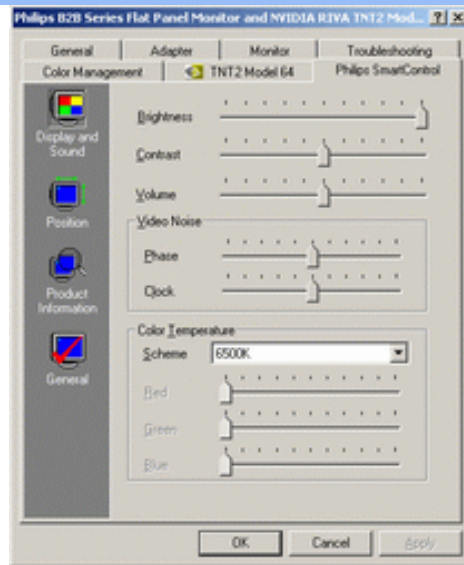 Philips B2B Series Flat Panel Monitor and NVIDIA RIVA TNT2 Mod...
General Adapter Monitor Troubleshooting
Color Management TNT2 Model 64 Philips SmartControl
Display and
Sound
Position
Product
Information
General
Brightness
Contrast
Volume
Video Noise
Phase
Clock
Color Temperature
Scheme 6500K
Red
Green
Blue
OK Cancel Apply